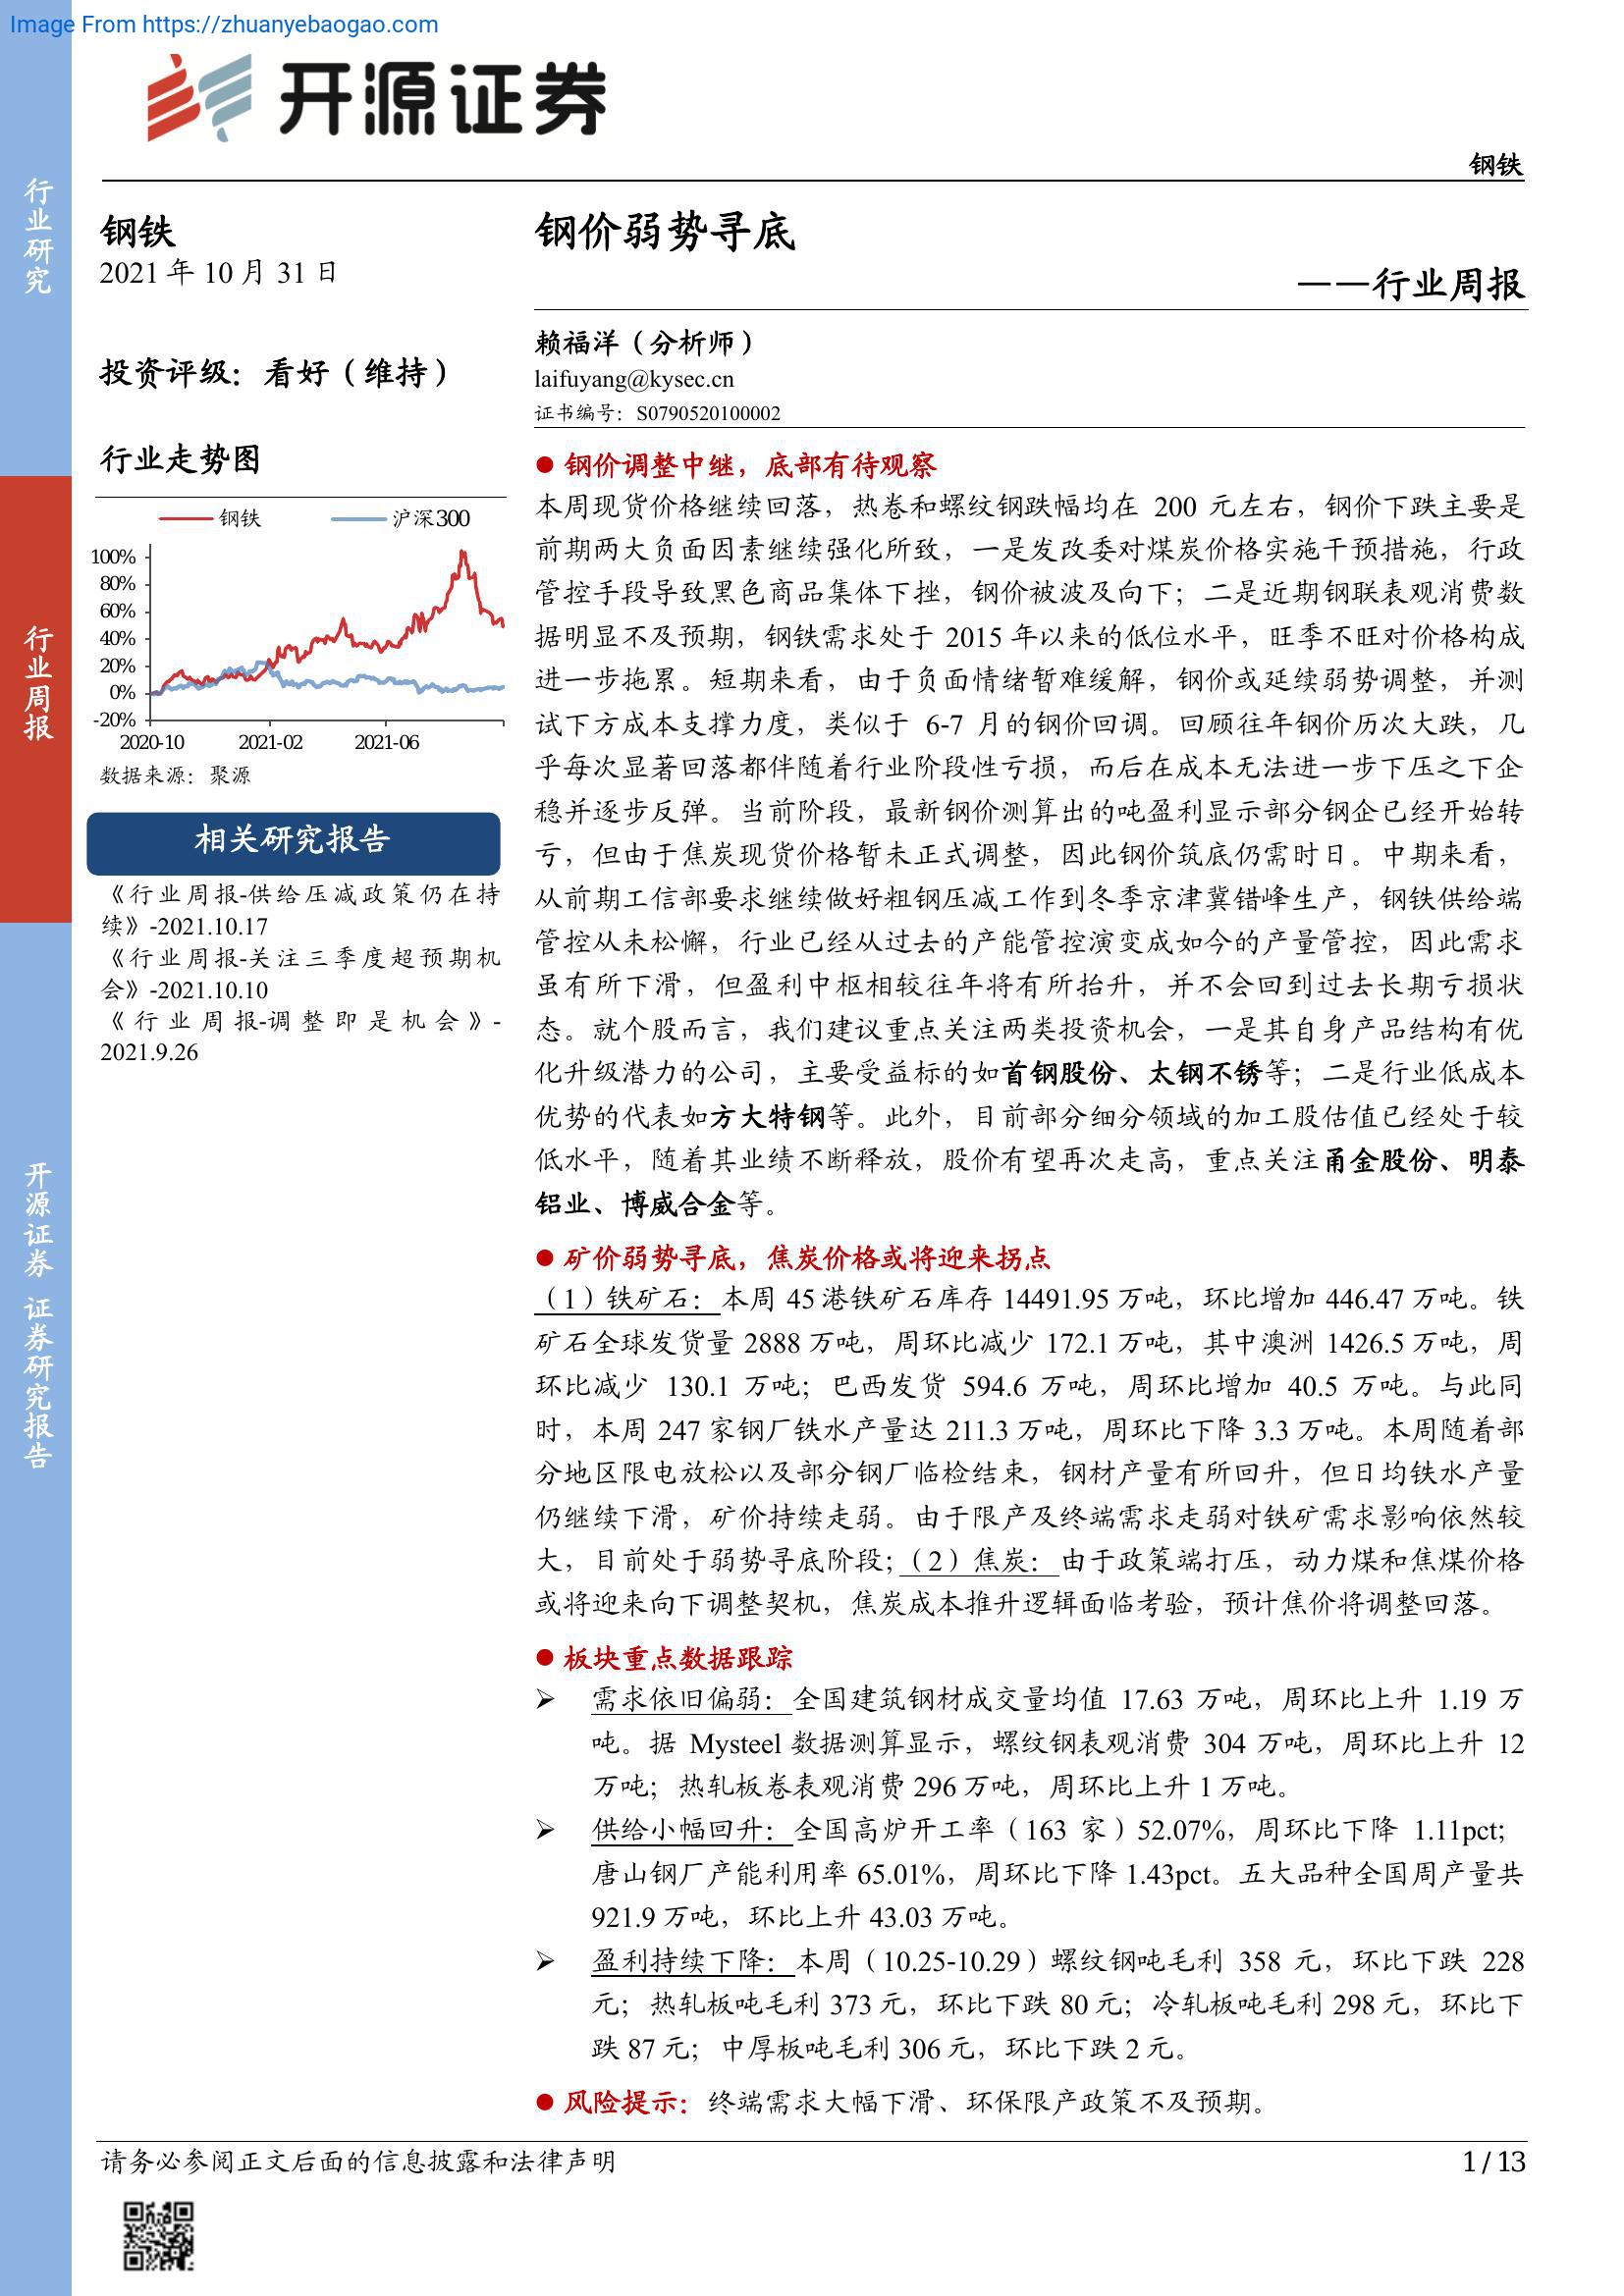 Image From https://zhuanyebaogao.com
开源证券
钢铁
行业研究
行业周报
开源证券 证券研究报告
钢铁
2021 年 10 月 31 日
投资评级：看好（维持）
行业走势图
钢铁 沪深300
100%
80%
60%
40%
20%
0%
-20%
2020-10 2021-02 2021-06
数据来源：聚源
相关研究报告
《行业周报-供给压减政策仍在持
续》-2021.10.17
《行业周报-关注三季度超预期机
会》-2021.10.10
《行业周报-调整即是机会》-
2021.9.26
钢价弱势寻底
——行业周报
赖福洋（分析师）
laifuyang@kysec.cn
证书编号：S0790520100002
● 钢价调整中继，底部有待观察
本周现货价格继续回落，热卷和螺纹钢跌幅均在 200 元左右，钢价下跌主要是
前期两大负面因素继续强化所致，一是发改委对煤炭价格实施干预措施，行政
管控手段导致黑色商品集体下挫，钢价被波及向下；二是近期钢联表观消费数
据明显不及预期，钢铁需求处于 2015 年以来的低位水平，旺季不旺对价格构成
进一步拖累。短期来看，由于负面情绪暂难缓解，钢价或延续弱势调整，并测
试下方成本支撑力度，类似于 6-7 月的钢价回调。回顾往年钢价历次大跌，几
乎每次显著回落都伴随着行业阶段性亏损，而后在成本无法进一步下压之下企
稳并逐步反弹。当前阶段，最新钢价测算出的吨盈利显示部分钢企已经开始转
亏，但由于焦炭现货价格暂未正式调整，因此钢价筑底仍需时日。中期来看，
从前期工信部要求继续做好粗钢压减工作到冬季京津冀错峰生产，钢铁供给端
管控从未松懈，行业已经从过去的产能管控演变成如今的产量管控，因此需求
虽有所下滑，但盈利中枢相较往年将有所抬升，并不会回到过去长期亏损状
态。就个股而言，我们建议重点关注两类投资机会，一是其自身产品结构有优
化升级潜力的公司，主要受益标的如首钢股份、太钢不锈等；二是行业低成本
优势的代表如方大特钢等。此外，目前部分细分领域的加工股估值已经处于较
低水平，随着其业绩不断释放，股价有望再次走高，重点关注甬金股份、明泰
铝业、博威合金等。
● 矿价弱势寻底，焦炭价格或将迎来拐点
（1）铁矿石：本周 45 港铁矿石库存 14491.95 万吨，环比增加 446.47 万吨。铁
矿石全球发货量 2888 万吨，周环比减少 172.1 万吨，其中澳洲 1426.5 万吨，周
环比减少 130.1 万吨；巴西发货 594.6 万吨，周环比增加 40.5 万吨。与此同
时，本周 247 家钢厂铁水产量达 211.3 万吨，周环比下降 3.3 万吨。本周随着部
分地区限电放松以及部分钢厂临检结束，钢材产量有所回升，但日均铁水产量
仍继续下滑，矿价持续走弱。由于限产及终端需求走弱对铁矿需求影响依然较
大，目前处于弱势寻底阶段；（2）焦炭：由于政策端打压，动力煤和焦煤价格
或将迎来向下调整契机，焦炭成本推升逻辑面临考验，预计焦价将调整回落。
● 板块重点数据跟踪
➢ 需求依旧偏弱：全国建筑钢材成交量均值 17.63 万吨，周环比上升 1.19 万
吨。据 Mysteel 数据测算显示，螺纹钢表观消费 304 万吨，周环比上升 12
万吨；热轧板卷表观消费 296 万吨，周环比上升 1 万吨。
➢ 供给小幅回升：全国高炉开工率（163 家）52.07%，周环比下降 1.11pct；
唐山钢厂产能利用率 65.01%，周环比下降 1.43pct。五大品种全国周产量共
921.9 万吨，环比上升 43.03 万吨。
➢ 盈利持续下降：本周（10.25-10.29）螺纹钢吨毛利 358 元，环比下跌 228
元；热轧板吨毛利 373 元，环比下跌 80 元；冷轧板吨毛利 298 元，环比下
跌 87 元；中厚板吨毛利 306 元，环比下跌 2 元。
● 风险提示：终端需求大幅下滑、环保限产政策不及预期。
请务必参阅正文后面的信息披露和法律声明
1 / 13